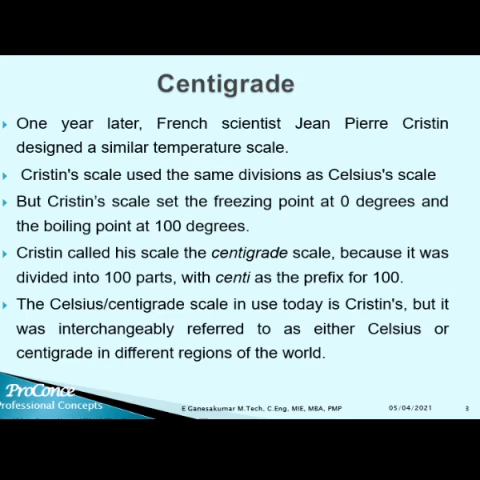 Centigrade
One year later, French scientist Jean Pierre Cristin
designed a similar temperature scale.
Cristin's scale used the same divisions as Celsius's scale
But Cristin’s scale set the freezing point at 0 degrees and
the boiling point at 100 degrees.
Cristin called his scale the centigrade scale, because it was
divided into 100 parts, with centi as the prefix for 100.
The Celsius/centigrade scale in use today is Cristin's, but it
was interchangeably referred to as either Celsius or
centigrade in different regions of the world.
ProConce
Professional Concepts
E Ganesakumar M.Tech, C.Eng, MIE, MBA, PMP
05/04/2021
3